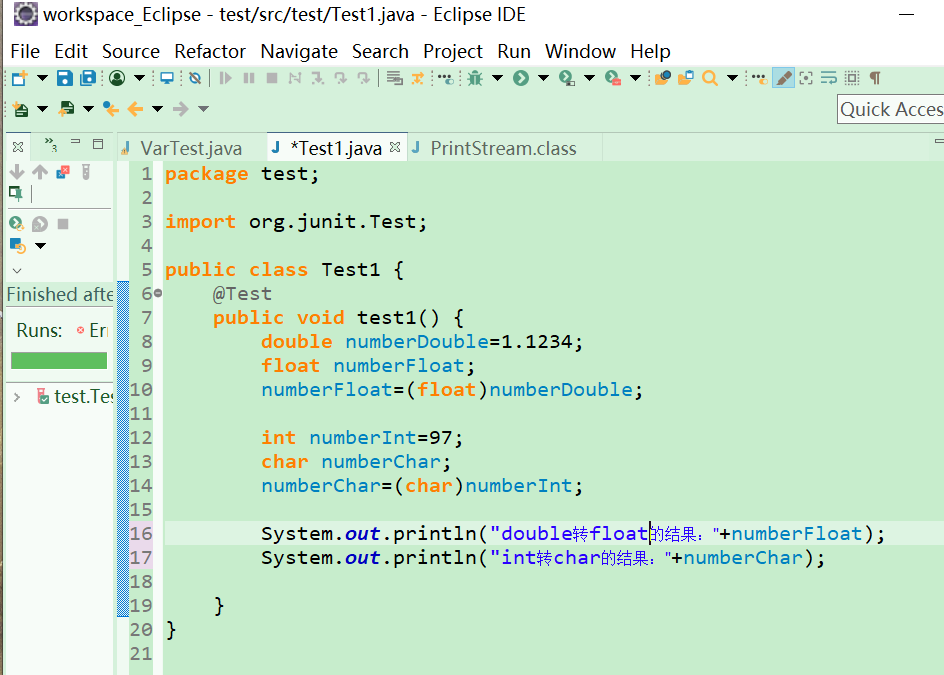 workspace_Eclipse - test/src/test/Test1.java - Eclipse IDE
File Edit Source Refactor Navigate Search Project Run Window Help
Quick Acces
3
VarTest.java
*Test1.java
PrintStream.class
Finished afte
Runs: Er
test.Tes
1 package test;
2
3 import org.junit.Test;
4
5 public class Test1 {
6 @Test
7 public void test1() {
8 double numberDouble=1.1234;
9 float numberFloat;
10 numberFloat=(float)numberDouble;
11
12 int numberInt=97;
13 char numberChar;
14 numberChar=(char)numberInt;
15
16 System.out.println("double转float的结果："+numberFloat);
17 System.out.println("int转char的结果："+numberChar);
18
19 }
20 }
21